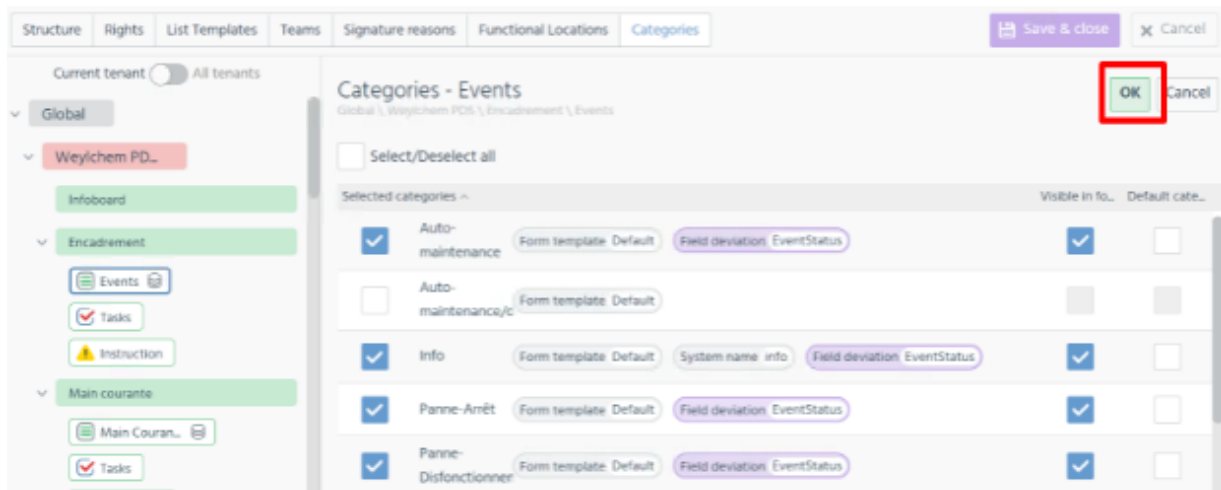 Structure Rights List Templates Teams Signature reasons Functional Locations Categories Save & close Cancel
Current tenant All tenants
Global
Weylchem PD...
Infoboard
Encadrement
Events
Tasks
Instruction
Main courante
Main Couran...
Tasks
Categories - Events
Global \ Weylchem PDS \ Encadrement \ Events
OK Cancel
Select/Deselect all
Selected categories Visible in fo... Default cate...
Auto-
maintenance Form template Default Field deviation EventStatus
Auto-
maintenance/c Form template Default
Info Form template Default System name info Field deviation EventStatus
Panne-Arrêt Form template Default Field deviation EventStatus
Panne-
Disfonctionner Form template Default Field deviation EventStatus